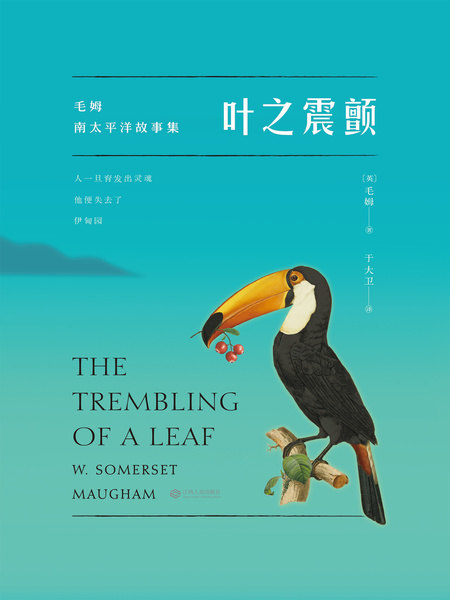 毛姆
南太平洋故事集
叶之震颤
人一旦育发出灵魂
他便失去了
伊甸园
[英]毛姆——著
于大卫——译
THE
TREMBLING
OF A LEAF
W. SOMERSET
MAUGHAM